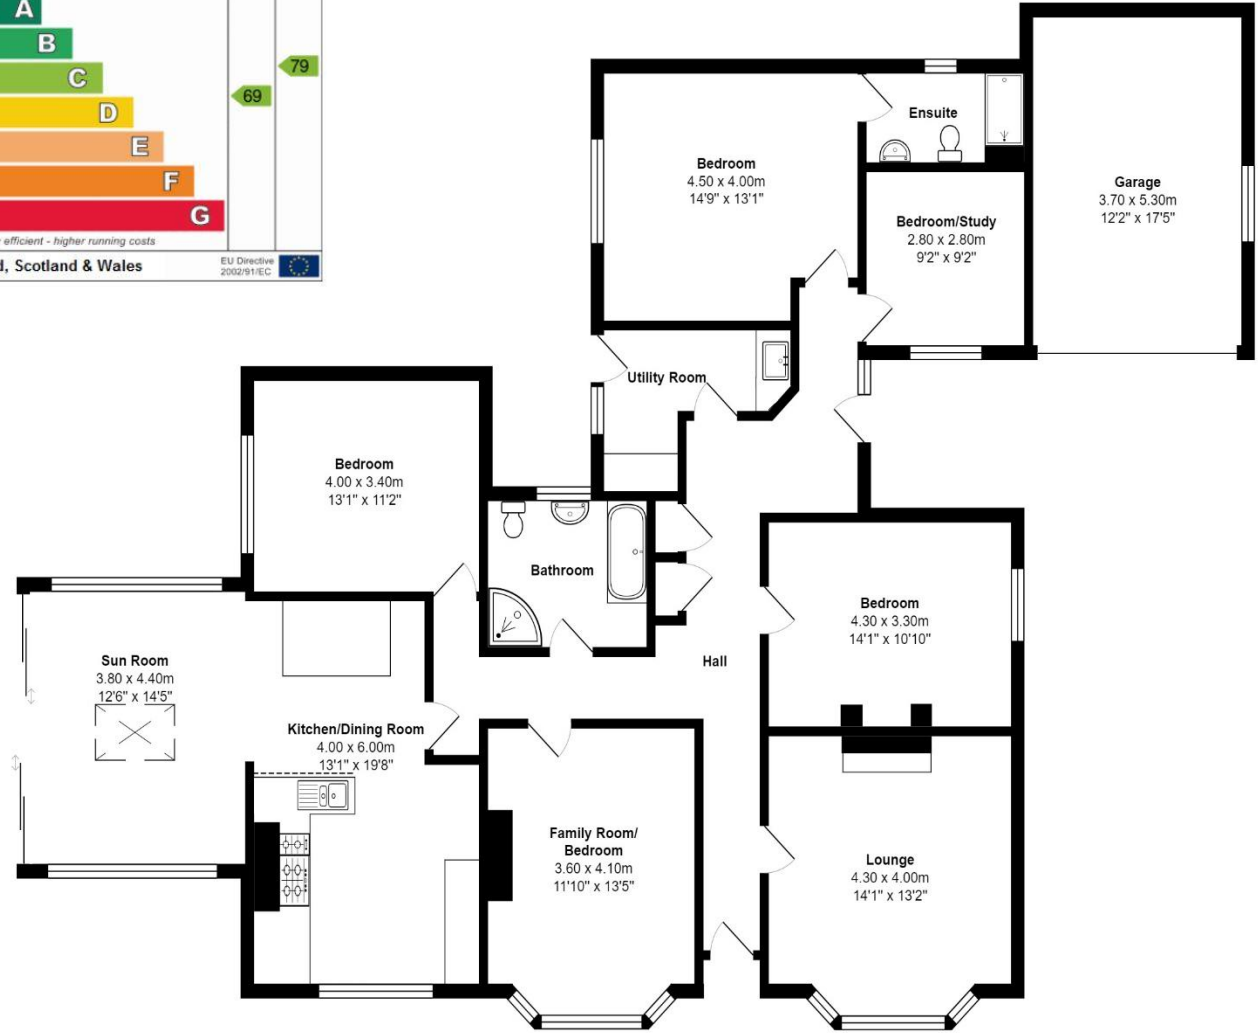 A
B
C
D
E
F
G
69
79
efficient - higher running costs
, Scotland & Wales
EU Directive
2002/91/EC
Ensuite
Bedroom
4.50 x 4.00m
14'9" x 13'1"
Garage
3.70 x 5.30m
12'2" x 17'5"
Bedroom/Study
2.80 x 2.80m
9'2" x 9'2"
Utility Room
Bedroom
4.00 x 3.40m
13'1" x 11'2"
Bathroom
Bedroom
4.30 x 3.30m
14'1" x 10'10"
Hall
Sun Room
3.80 x 4.40m
12'6" x 14'5"
Kitchen/Dining Room
4.00 x 6.00m
13'1" x 19'8"
Family Room/
Bedroom
3.60 x 4.10m
11'10" x 13'5"
Lounge
4.30 x 4.00m
14'1" x 13'2"